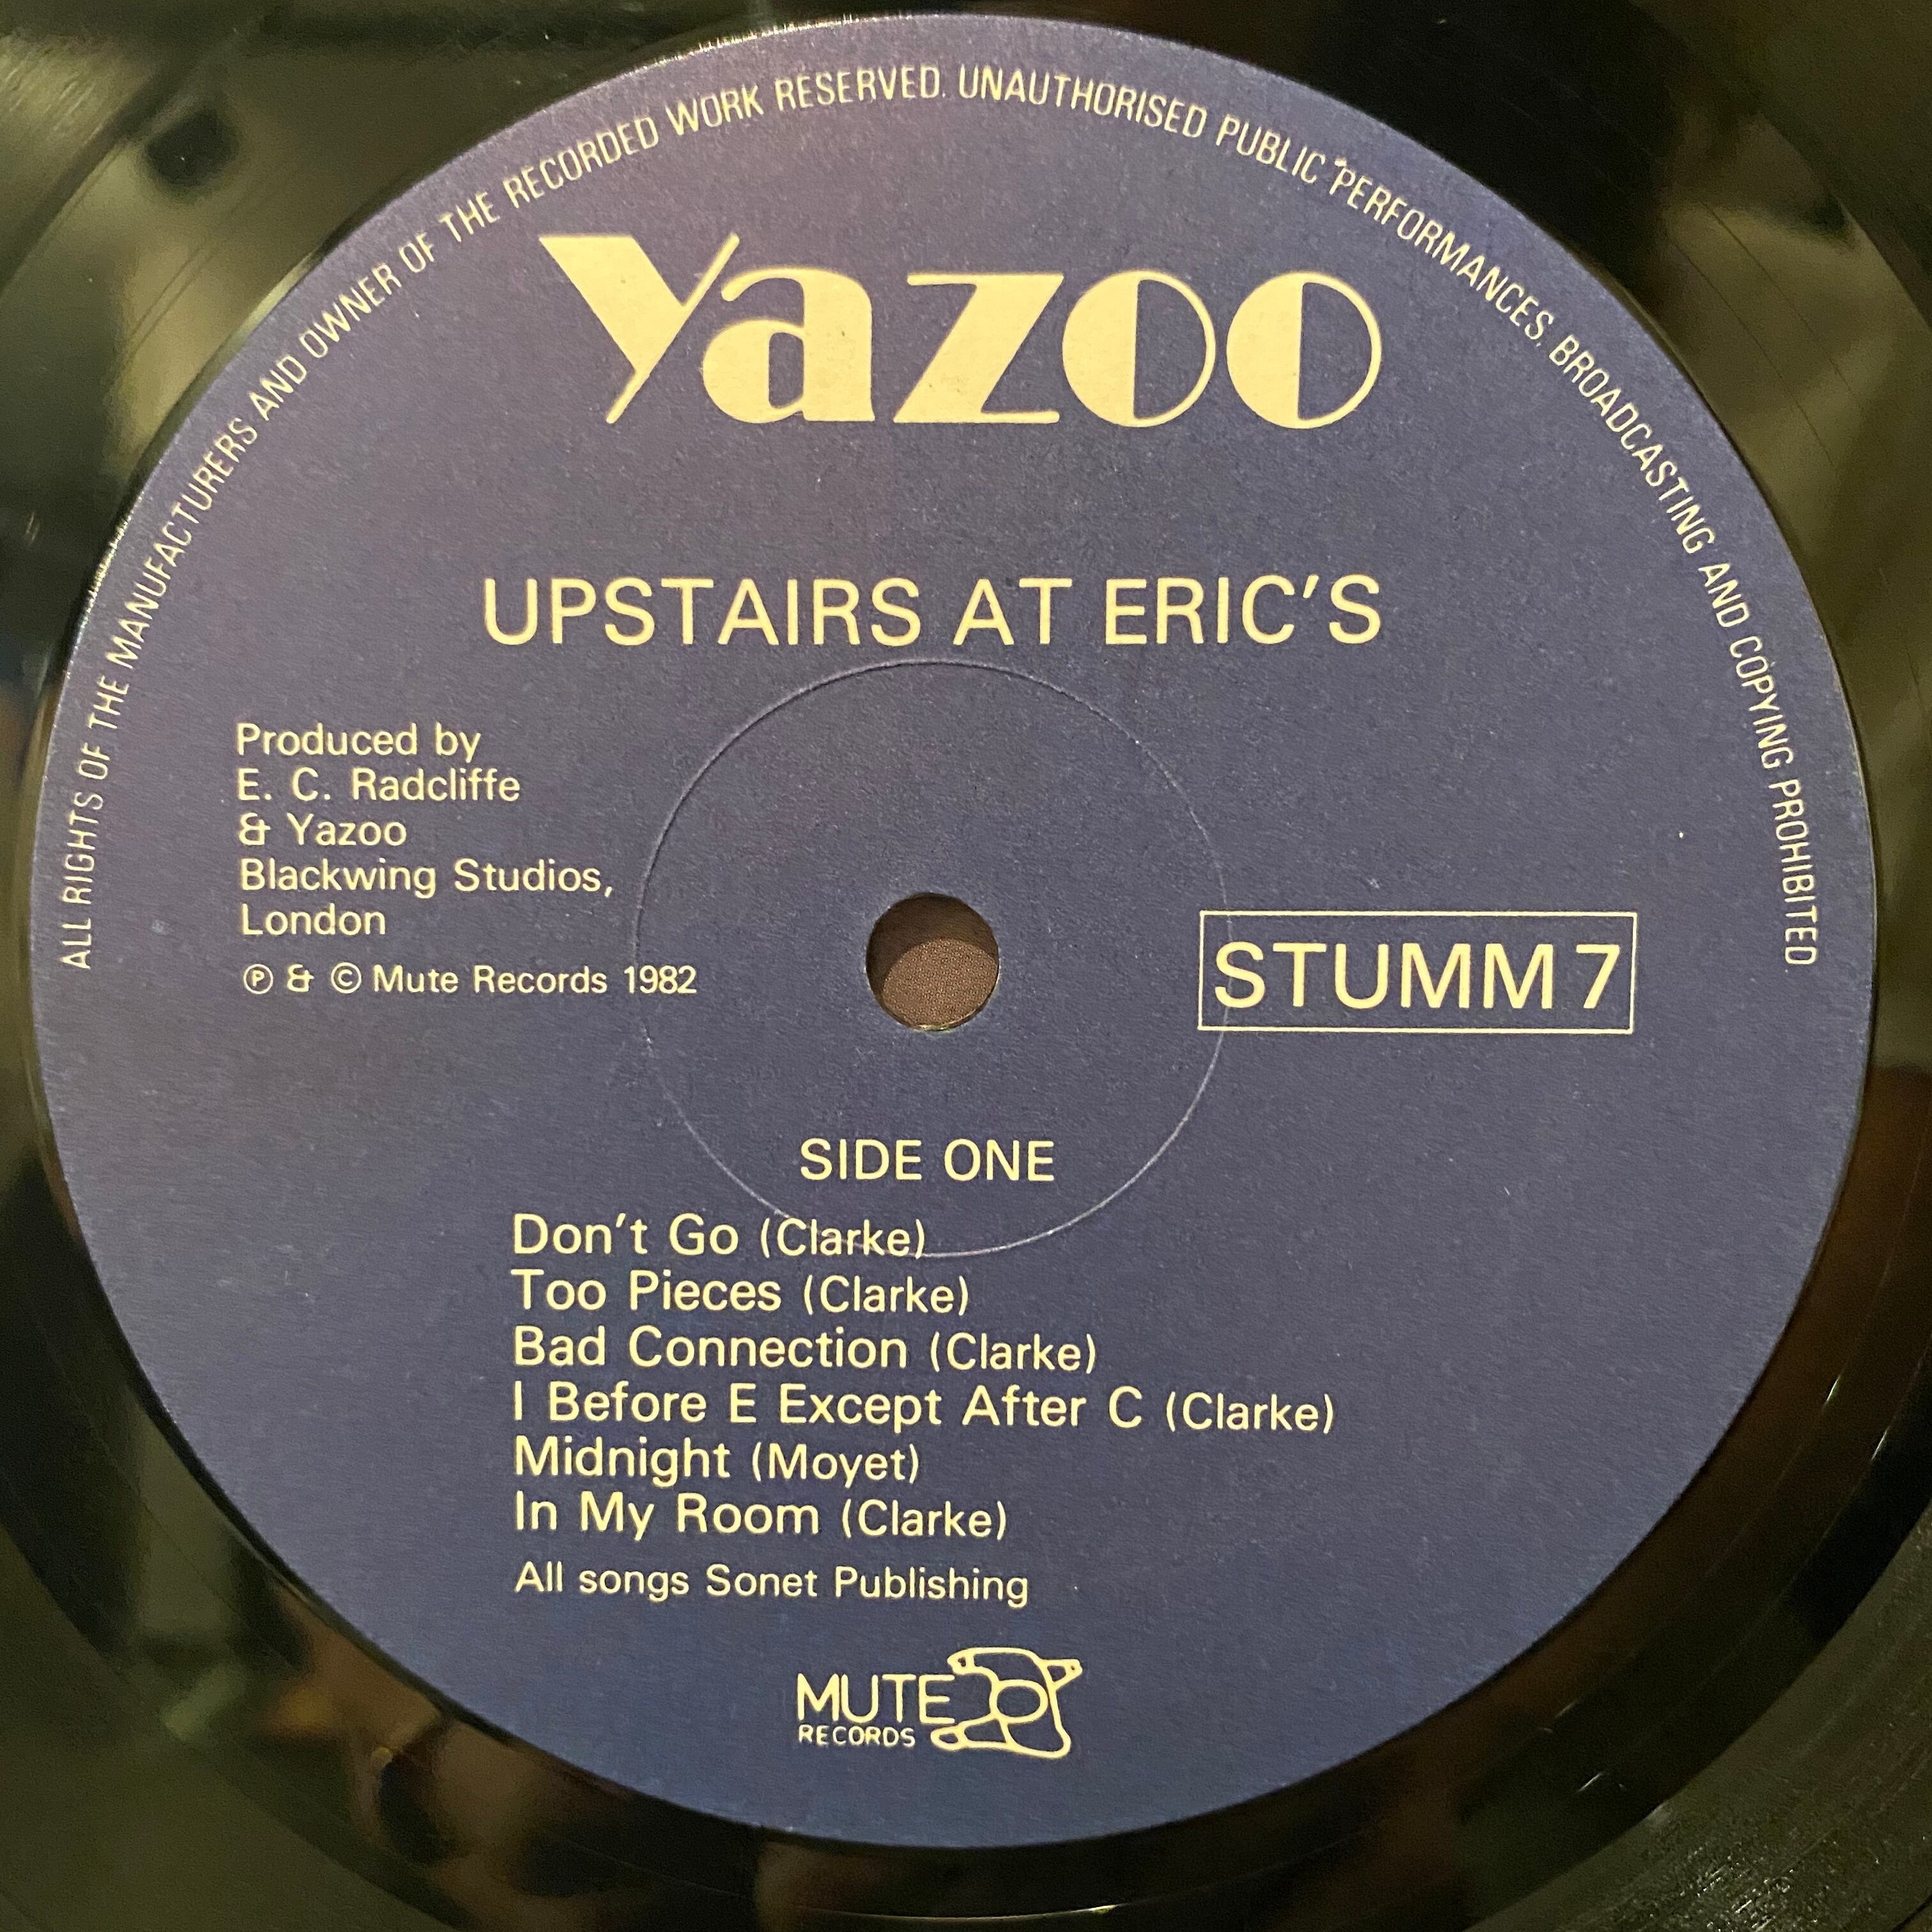 ALL RIGHTS OF THE MANUFACTURERS AND OWNER OF THE RECORDED WORK RESERVED. UNAUTHORISED PUBLIC PERFORMANCES, BROADCASTING AND COPYING PROHIBITED
Yazoo
UPSTAIRS AT ERIC'S
Produced by
E. C. Radcliffe
& Yazoo
Blackwing Studios,
London
℗ & © Mute Records 1982
STUMM 7
SIDE ONE
Don't Go (Clarke)
Too Pieces (Clarke)
Bad Connection (Clarke)
I Before E Except After C (Clarke)
Midnight (Moyet)
In My Room (Clarke)
All songs Sonet Publishing
MUTE
RECORDS